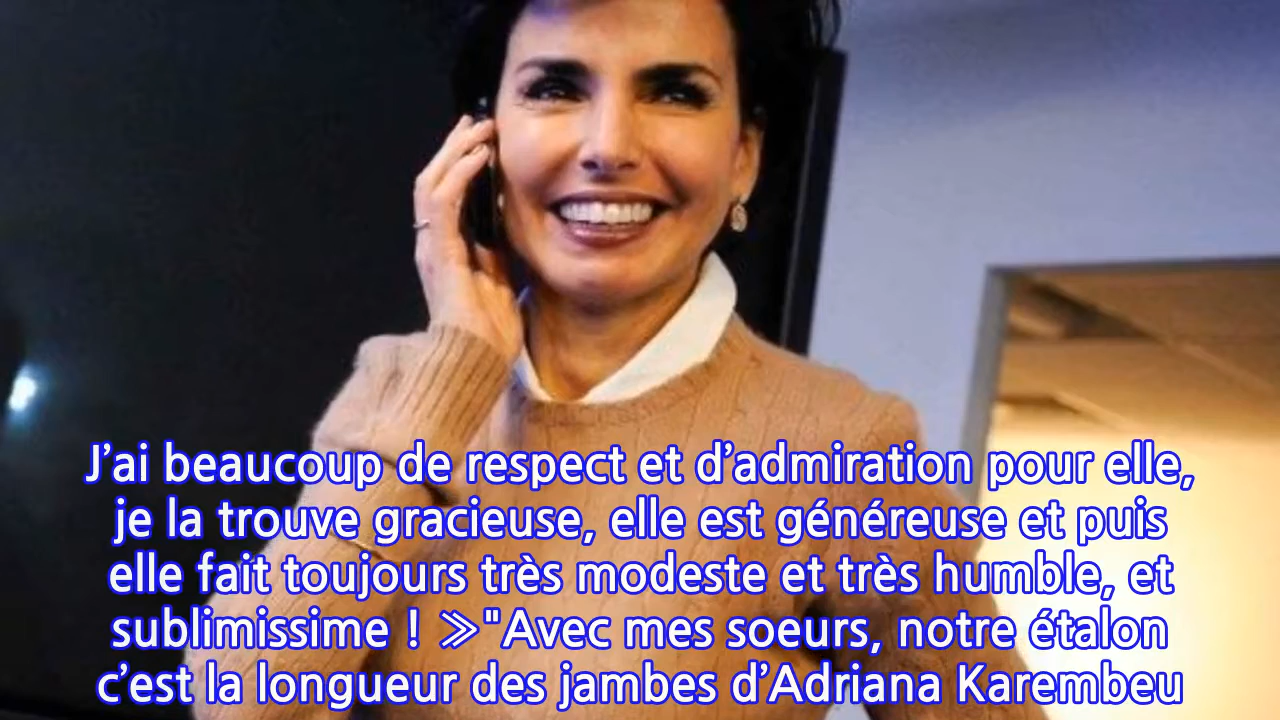 J’ai beaucoup de respect et d’admiration pour elle,
je la trouve gracieuse, elle est généreuse et puis
elle fait toujours très modeste et très humble, et
sublimissime ! ≫"Avec mes soeurs, notre étalon
c’est la longueur des jambes d’Adriana Karembeu